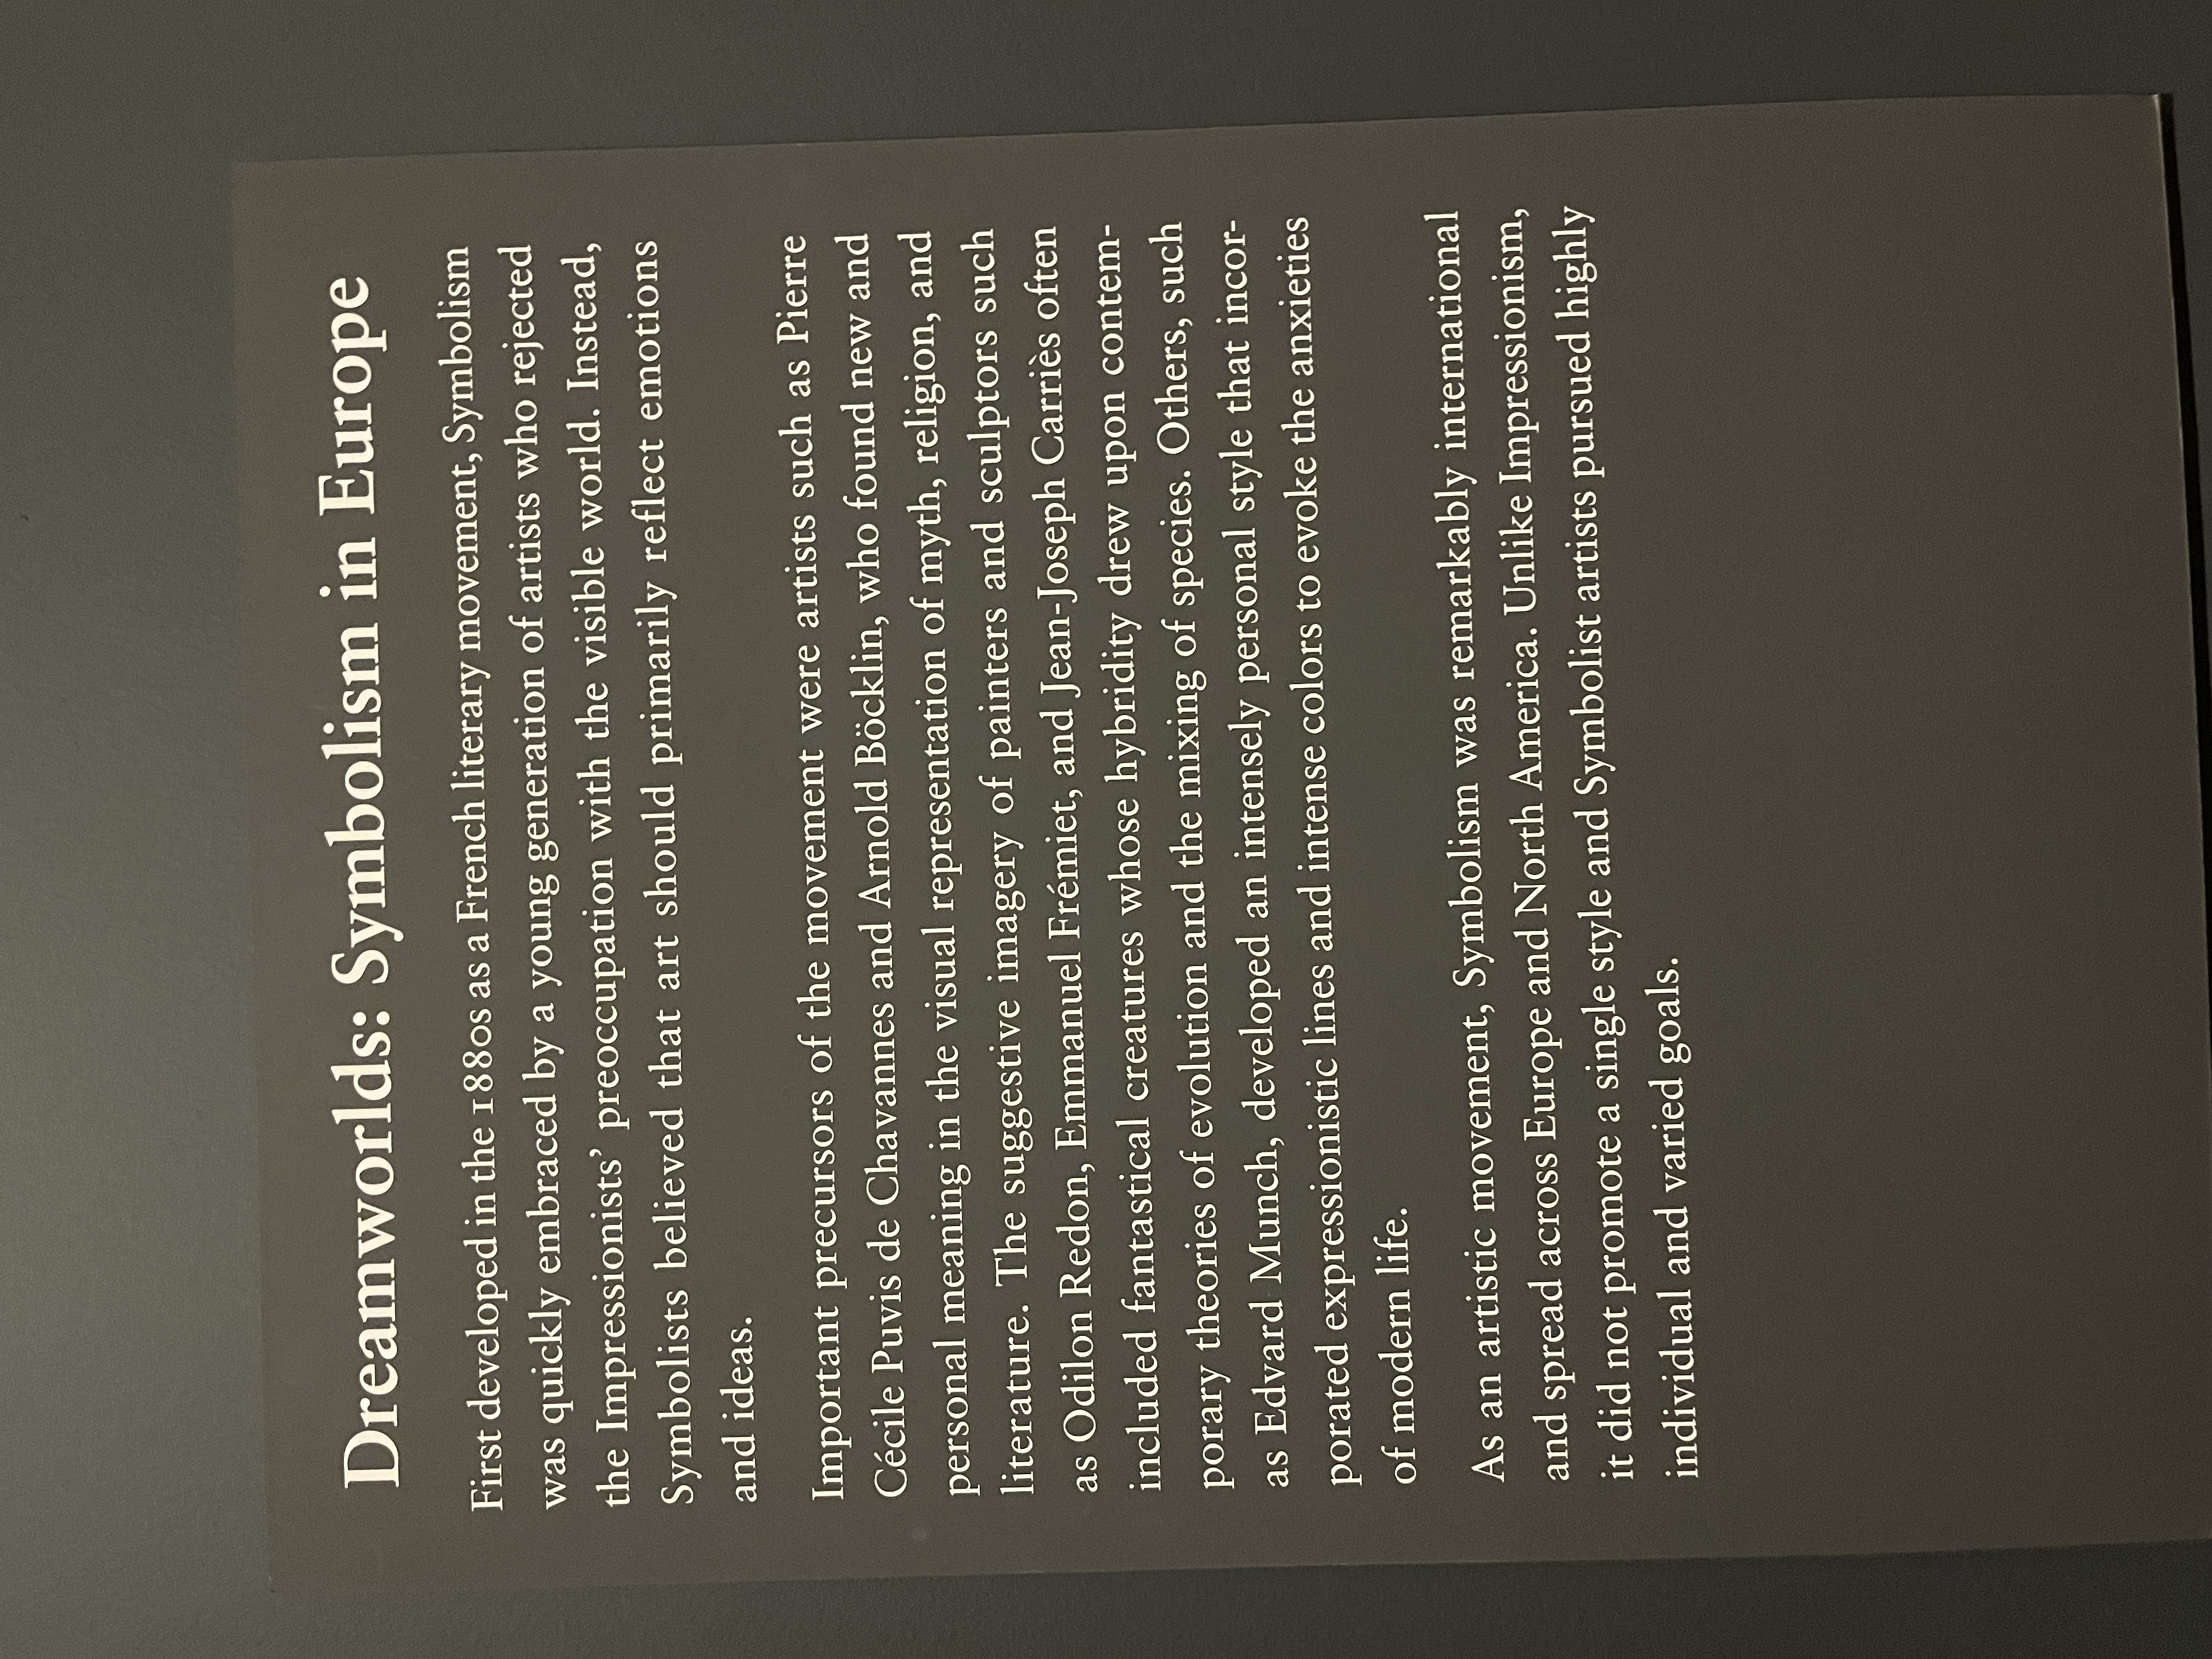 Dreamworlds: Symbolism in Europe
First developed in the 1880s as a French literary movement, Symbolism
was quickly embraced by a young generation of artists who rejected
the Impressionists’ preoccupation with the visible world. Instead,
Symbolists believed that art should primarily reflect emotions
and ideas.
Important precursors of the movement were artists such as Pierre
Cécile Puvis de Chavannes and Arnold Böcklin, who found new and
personal meaning in the visual representation of myth, religion, and
literature. The suggestive imagery of painters and sculptors such
as Odilon Redon, Emmanuel Frémiet, and Jean-Joseph Carriès often
included fantastical creatures whose hybridity drew upon contem-
porary theories of evolution and the mixing of species. Others, such
as Edvard Munch, developed an intensely personal style that incor-
porated expressionistic lines and intense colors to evoke the anxieties
of modern life.
As an artistic movement, Symbolism was remarkably international
and spread across Europe and North America. Unlike Impressionism,
it did not promote a single style and Symbolist artists pursued highly
individual and varied goals.